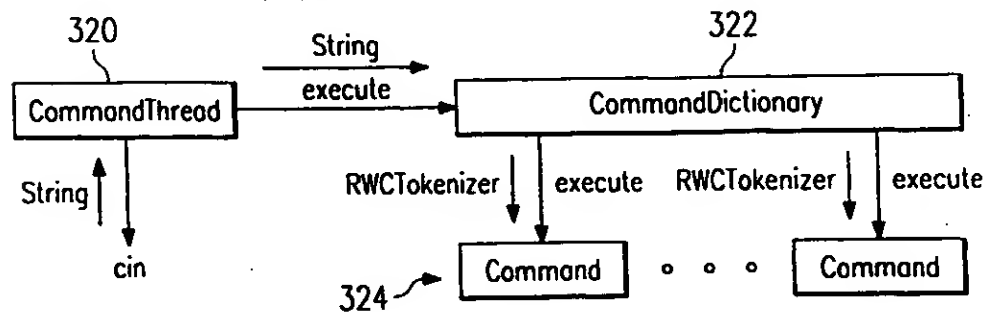 320
String
322
CommandThread
execute
CommandDictionary
String
cin
RWCTokenizer
execute
RWCTokenizer
execute
324
Command
Command